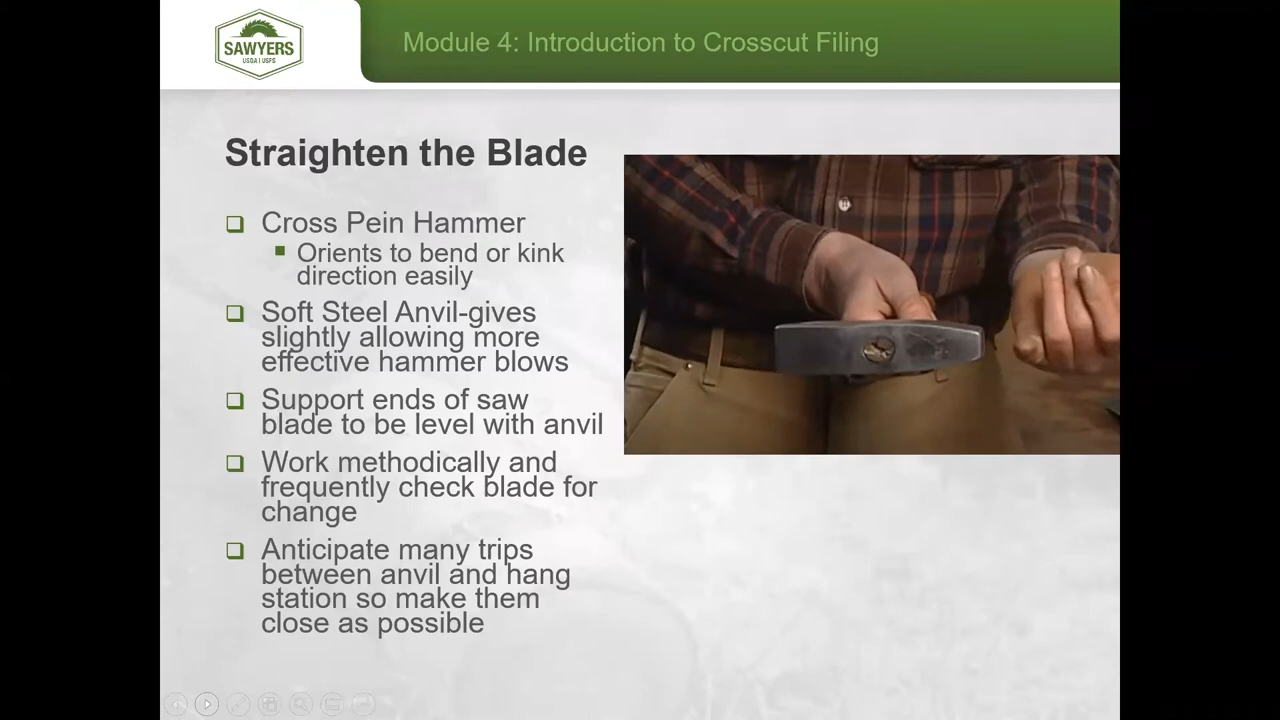 SAWYERS
USDA | USFS
Module 4: Introduction to Crosscut Filing
Straighten the Blade
Cross Pein Hammer
Orients to bend or kink
direction easily
Soft Steel Anvil-gives
slightly allowing more
effective hammer blows
Support ends of saw
blade to be level with anvil
Work methodically and
frequently check blade for
change
Anticipate many trips
between anvil and hang
station so make them
close as possible